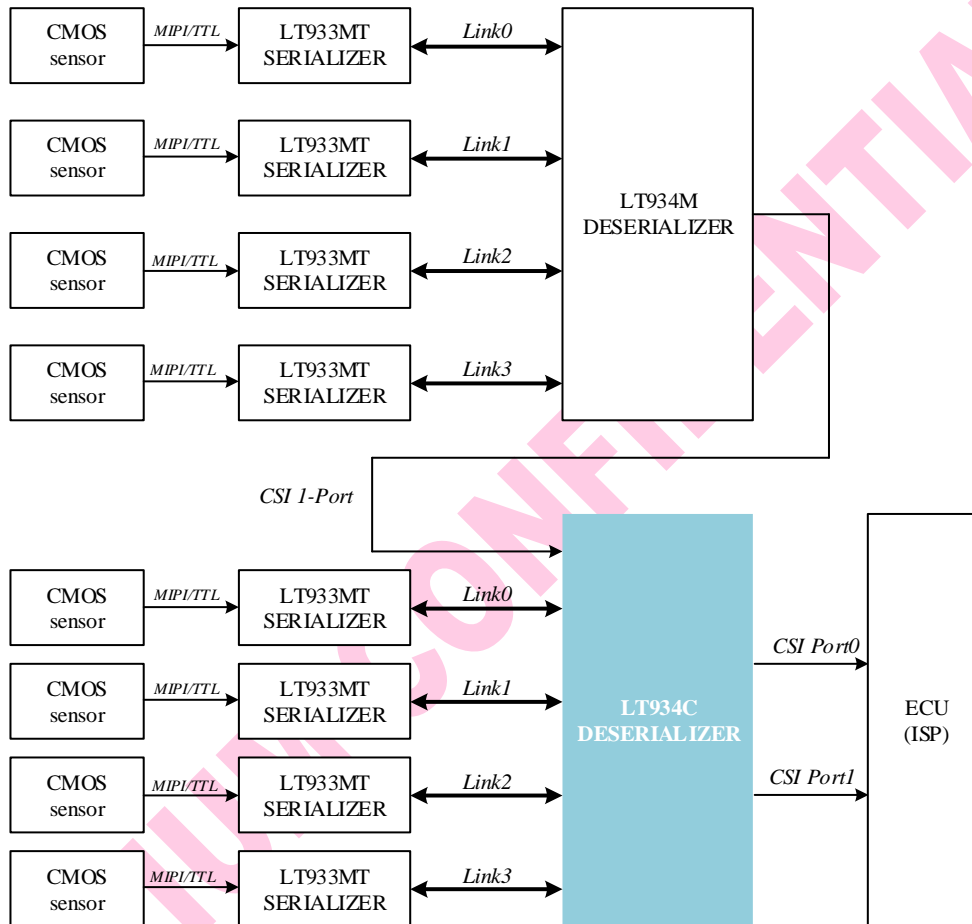 CMOS
sensor
MIPI/TTL
LT933MT
SERIALIZER
Link0
CMOS
sensor
MIPI/TTL
LT933MT
SERIALIZER
Link1
LT934M
DESERIALIZER
CMOS
sensor
MIPI/TTL
LT933MT
SERIALIZER
Link2
CMOS
sensor
MIPI/TTL
LT933MT
SERIALIZER
Link3
CSI 1-Port
CMOS
sensor
MIPI/TTL
LT933MT
SERIALIZER
Link0
CSI Port0
CMOS
sensor
MIPI/TTL
LT933MT
SERIALIZER
Link1
LT934C
DESERIALIZER
ECU
(ISP)
CMOS
sensor
MIPI/TTL
LT933MT
SERIALIZER
Link2
CSI Port1
CMOS
sensor
MIPI/TTL
LT933MT
SERIALIZER
Link3